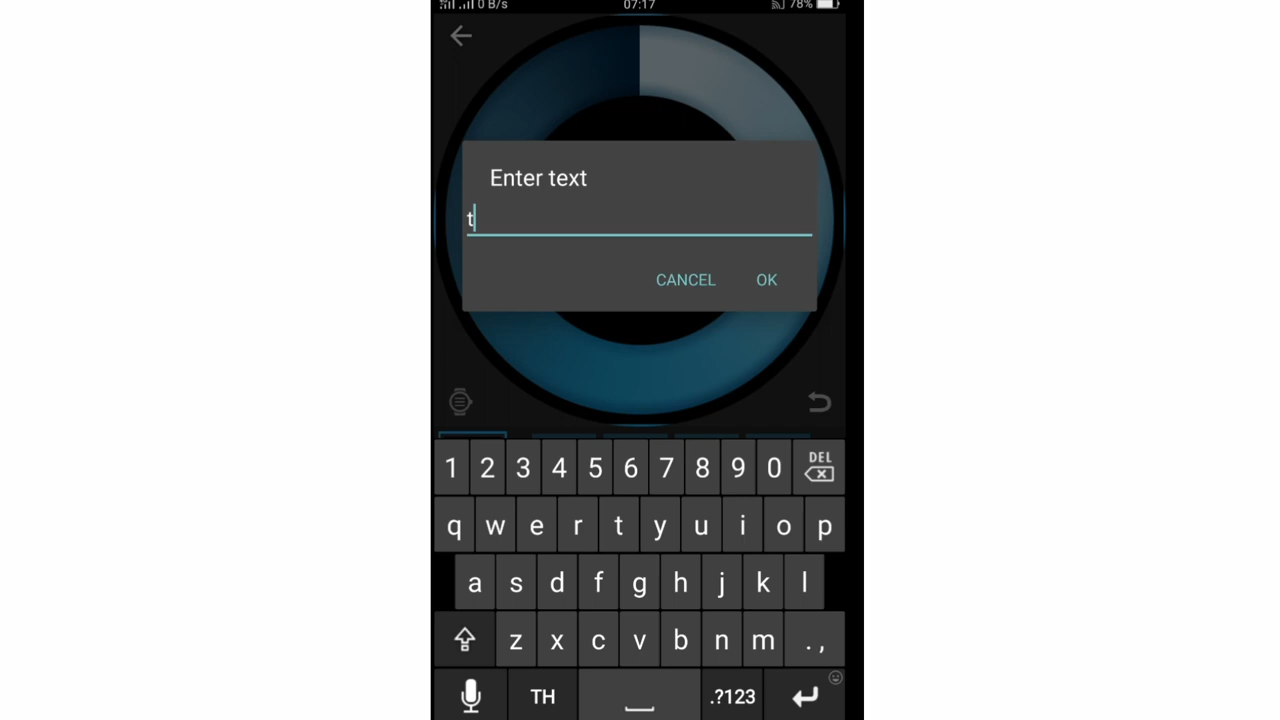 0 B/s 07:17 78%
Enter text
t
CANCEL OK
1 2 3 4 5 6 7 8 9 0 DEL
q w e r t y u i o p
a s d f g h j k l
z x c v b n m . ,
TH .?123